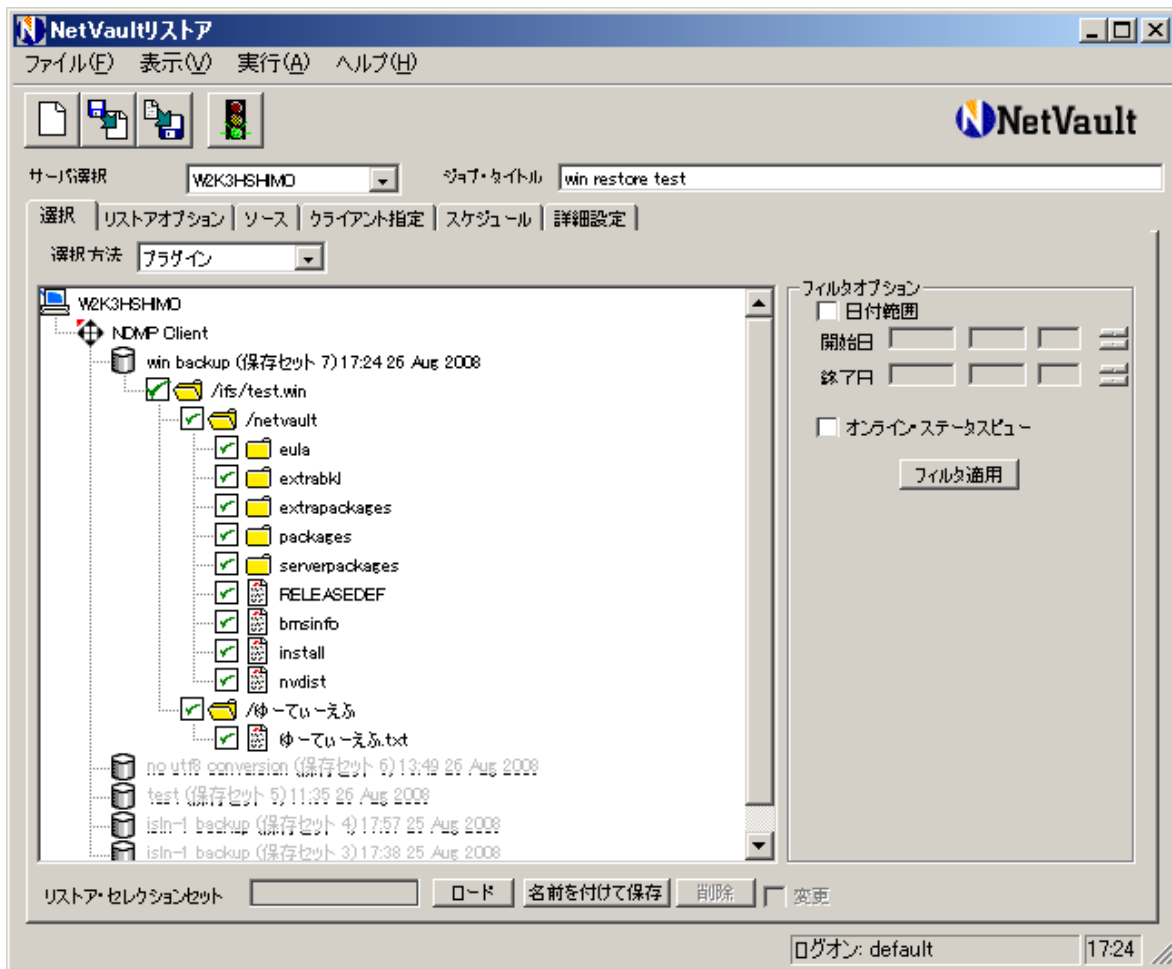 NetVaultリストア
ファイル(F) 表示(V) 実行(A) ヘルプ(H)
NetVault
サーバ選択 W2K3HSHIMO ジョブ・タイトル win restore test
選択 リストアオプション ソース クライアント指定 スケジュール 詳細設定
選択方法 プラグイン
W2K3HSHIMO
NDMP Client
win backup (保存セット 7) 17:24 26 Aug 2008
/ifs/test.win
/netvault
eula
extrabkl
extrapackages
packages
serverpackages
RELEASEDEF
bmsinfo
install
nvdist
/ゆーてぃーえふ
ゆーてぃーえふ.txt
no utf8 conversion (保存セット 6) 13:49 26 Aug 2008
test (保存セット 5) 11:35 26 Aug 2008
isln-1 backup (保存セット 4) 17:57 25 Aug 2008
isln-1 backup (保存セット 3) 17:38 25 Aug 2008
フィルタオプション
日付範囲
開始日
終了日
オンライン・ステータスビュー
フィルタ適用
リストア・セレクションセット ロード 名前を付けて保存 削除 変更
ログオン: default 17:24